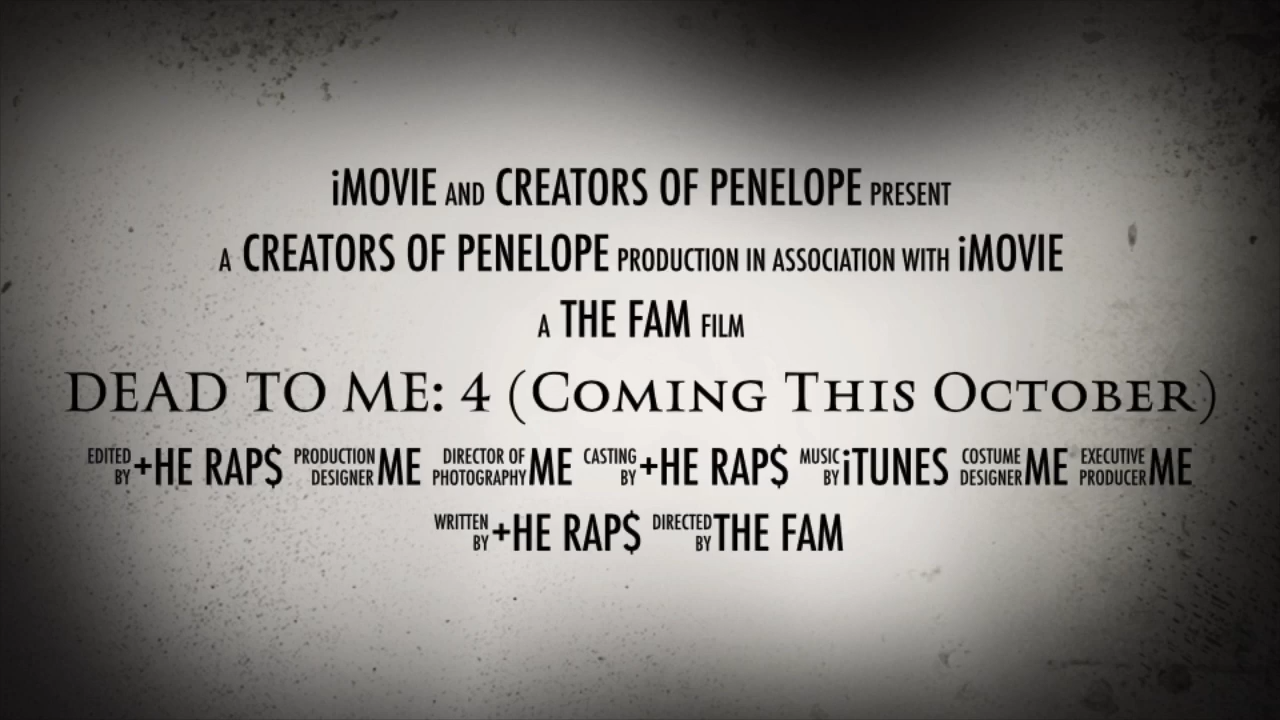 iMOVIE AND CREATORS OF PENELOPE PRESENT
A CREATORS OF PENELOPE PRODUCTION IN ASSOCIATION WITH iMOVIE
A THE FAM FILM
DEAD TO ME: 4 (COMING THIS OCTOBER)
EDITED BY +HE RAP$ PRODUCTION DESIGNER ME DIRECTOR OF PHOTOGRAPHY ME CASTING BY +HE RAP$ MUSIC BY iTUNES COSTUME DESIGNER ME EXECUTIVE PRODUCER ME
WRITTEN BY +HE RAP$ DIRECTED BY THE FAM